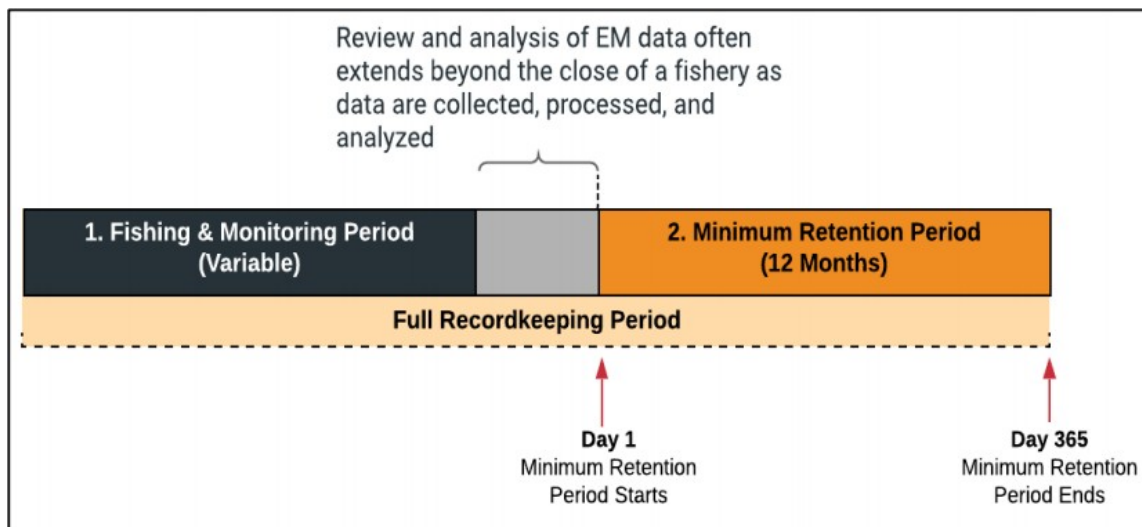 Review and analysis of EM data often
extends beyond the close of a fishery as
data are collected, processed, and
analyzed
1. Fishing & Monitoring Period
(Variable)
2. Minimum Retention Period
(12 Months)
Full Recordkeeping Period
Day 1
Minimum Retention
Period Starts
Day 365
Minimum Retention
Period Ends